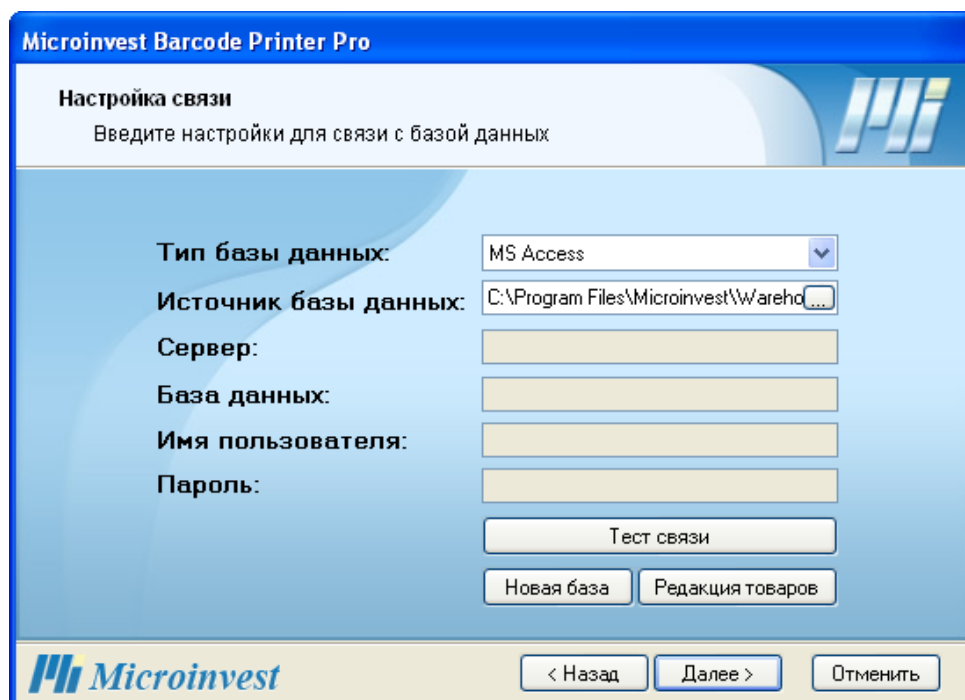 Microinvest Barcode Printer Pro
Настройка связи
Введите настройки для связи с базой данных
Тип базы данных: MS Access
Источник базы данных: C:\Program Files\Microinvest\Wareho ...
Сервер:
База данных:
Имя пользователя:
Пароль:
Тест связи
Новая база Редакция товаров
Microinvest < Назад Далее > Отменить